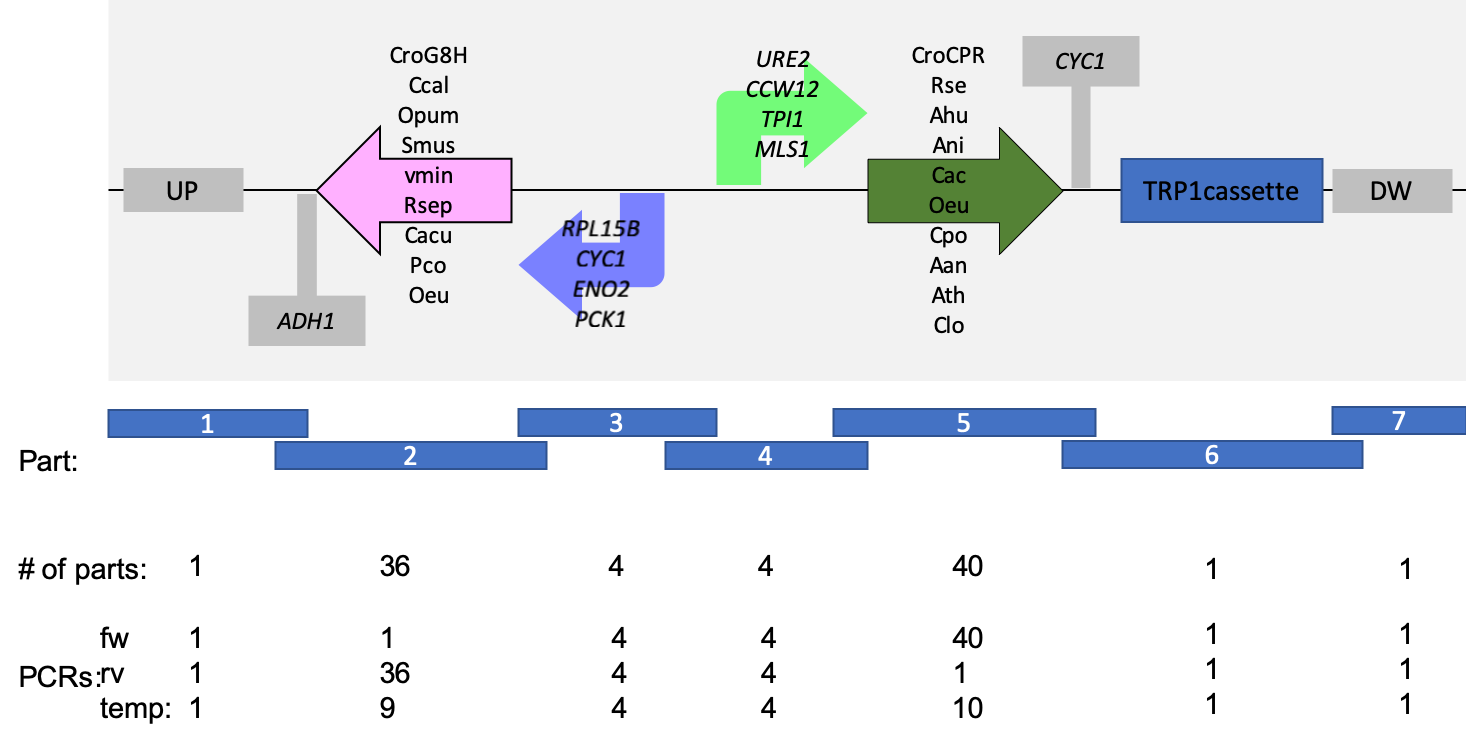 CroG8H
Ccal
Opum
Smus
vmin
Rsep
Cacu
Pco
Oeu
URE2
CCW12
TPI1
MLS1
CroCPR
Rse
Ahu
Ani
Cac
Oeu
Cpo
Aan
Ath
Clo
CYC1
UP
TRP1cassette
DW
RPL15B
CYC1
ENO2
PCK1
ADH1
1 3 5 7
Part: 2 4 6
# of parts: 1 36 4 4 40 1 1
fw 1 1 4 4 40 1 1
PCRs: rv 1 36 4 4 1 1 1
temp: 1 9 4 4 10 1 1